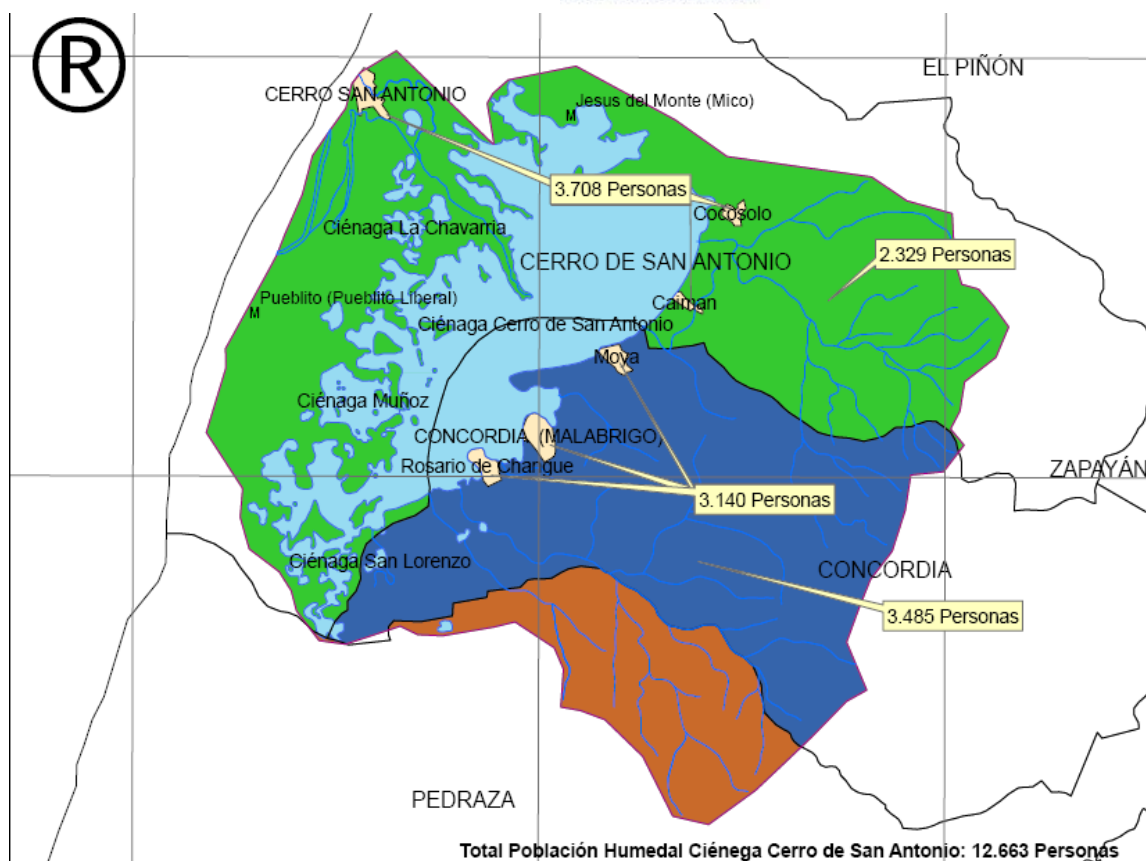 ®
EL PIÑÓN
CERRO SAN ANTONIO
Jesus del Monte (Mico)
M
3.708 Personas
Cocosolo
Ciénaga La Chavarria
2.329 Personas
CERRO DE SAN ANTONIO
Pueblito (Pueblito Liberal)
M
Caiman
Ciénaga Cerro de San Antonio
Moya
Ciénaga Muñoz
CONCORDIA (MALABRIGO)
Rosario de Charigue
ZAPAYÁN
3.140 Personas
Ciénaga San Lorenzo
CONCORDIA
3.485 Personas
PEDRAZA
Total Población Humedal Ciénega Cerro de San Antonio: 12.663 Personas